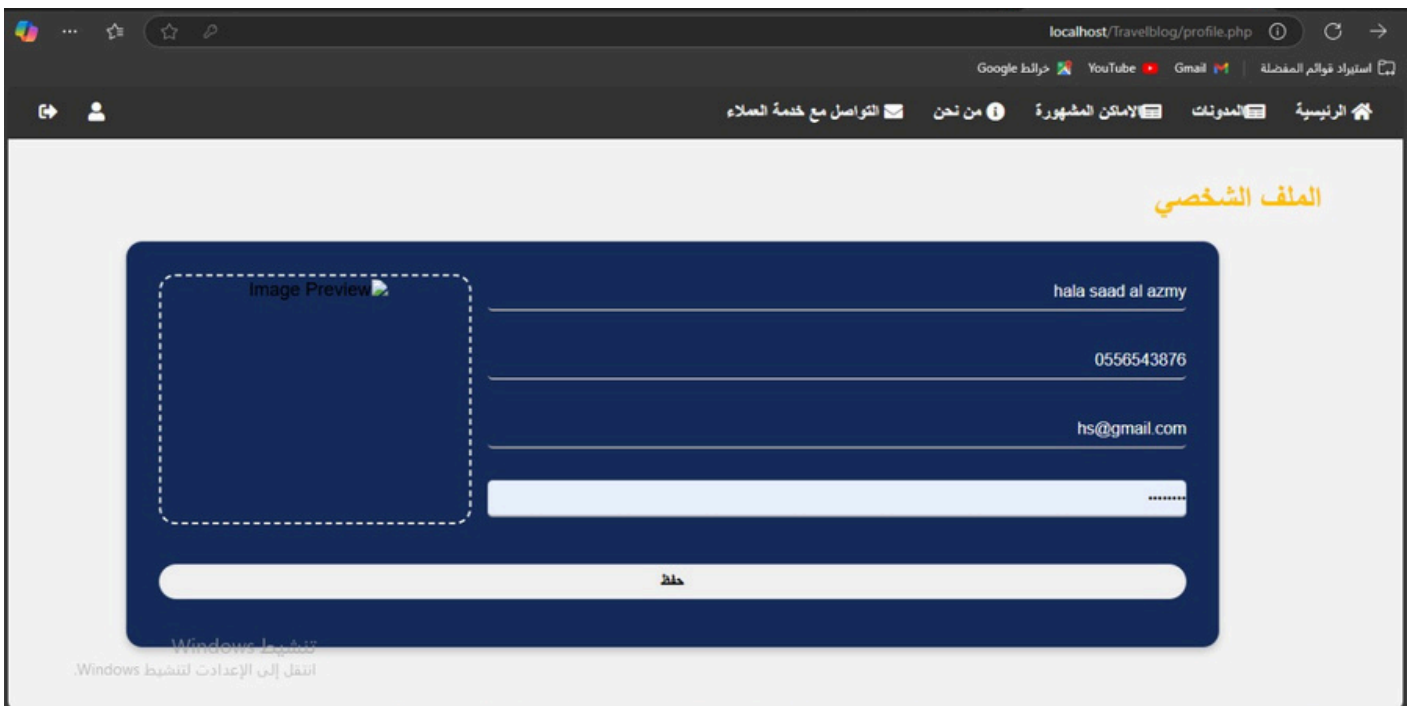 localhost/Travelblog/profile.php
استيراد قوائم المفضلة Gmail YouTube خرائط Google
الرئيسية المدونات الاماكن المشهورة من نحن التواصل مع خدمة العملاء
الملف الشخصي
hala saad al azmy
Image Preview
0556543876
hs@gmail.com
........
حفظ
تنشيط Windows
انتقل إلى الإعدادت لتنشيط Windows.